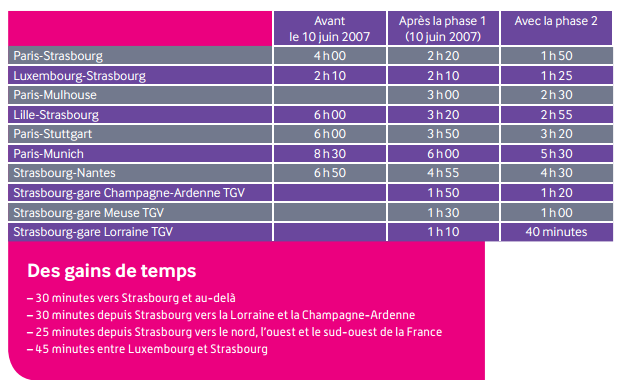 Avant
le 10 juin 2007
Après la phase 1
(10 juin 2007)
Avec la phase 2
Paris-Strasbourg 4 h 00 2 h 20 1 h 50
Luxembourg-Strasbourg 2 h 10 2 h 10 1 h 25
Paris-Mulhouse 3 h 00 2 h 30
Lille-Strasbourg 6 h 00 3 h 20 2 h 55
Paris-Stuttgart 6 h 00 3 h 50 3 h 20
Paris-Munich 8 h 30 6 h 00 5 h 30
Strasbourg-Nantes 6 h 50 4 h 55 4 h 30
Strasbourg-gare Champagne-Ardenne TGV 1 h 50 1 h 20
Strasbourg-gare Meuse TGV 1 h 30 1 h 00
Strasbourg-gare Lorraine TGV 1 h 10 40 minutes
Des gains de temps
– 30 minutes vers Strasbourg et au-delà
– 30 minutes depuis Strasbourg vers la Lorraine et la Champagne-Ardenne
– 25 minutes depuis Strasbourg vers le nord, l'ouest et le sud-ouest de la France
– 45 minutes entre Luxembourg et Strasbourg